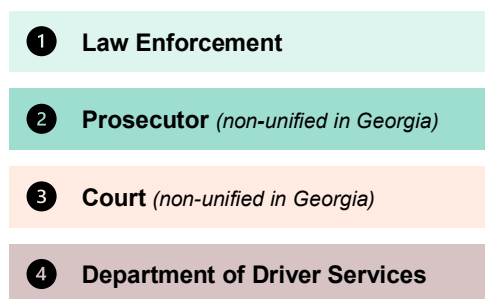 1 Law Enforcement
2 Prosecutor (non-unified in Georgia)
3 Court (non-unified in Georgia)
4 Department of Driver Services